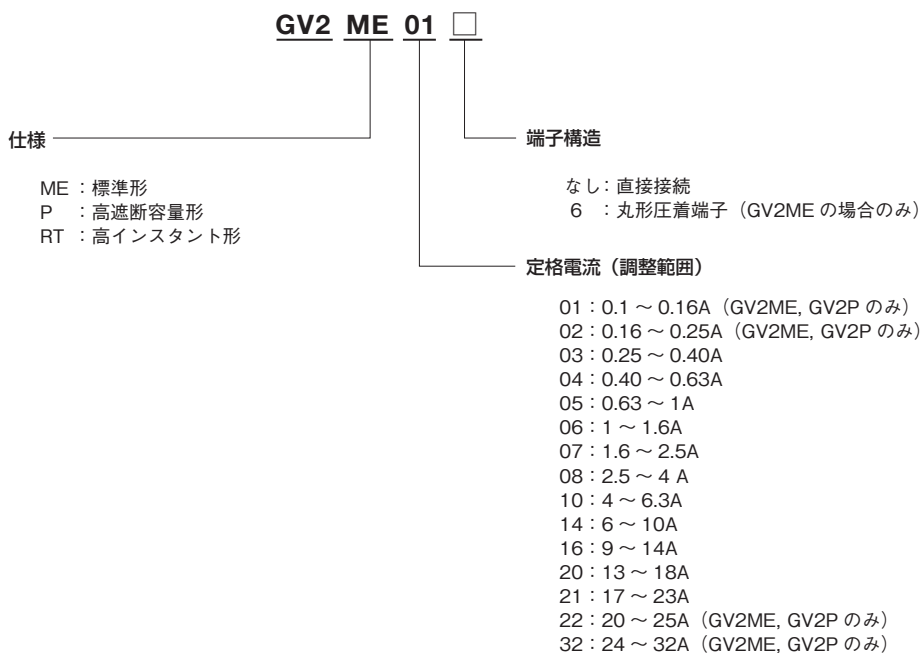 GV2 ME 01 □
仕様
ME：標準形
P：高遮断容量形
RT：高インスタント形
端子構造
なし：直接接続
6：丸形圧着端子（GV2ME の場合のみ）
定格電流（調整範囲）
01：0.1 ～ 0.16A（GV2ME, GV2P のみ）
02：0.16 ～ 0.25A（GV2ME, GV2P のみ）
03：0.25 ～ 0.40A
04：0.40 ～ 0.63A
05：0.63 ～ 1A
06：1 ～ 1.6A
07：1.6 ～ 2.5A
08：2.5 ～ 4 A
10：4 ～ 6.3A
14：6 ～ 10A
16：9 ～ 14A
20：13 ～ 18A
21：17 ～ 23A
22：20 ～ 25A（GV2ME, GV2P のみ）
32：24 ～ 32A（GV2ME, GV2P のみ）